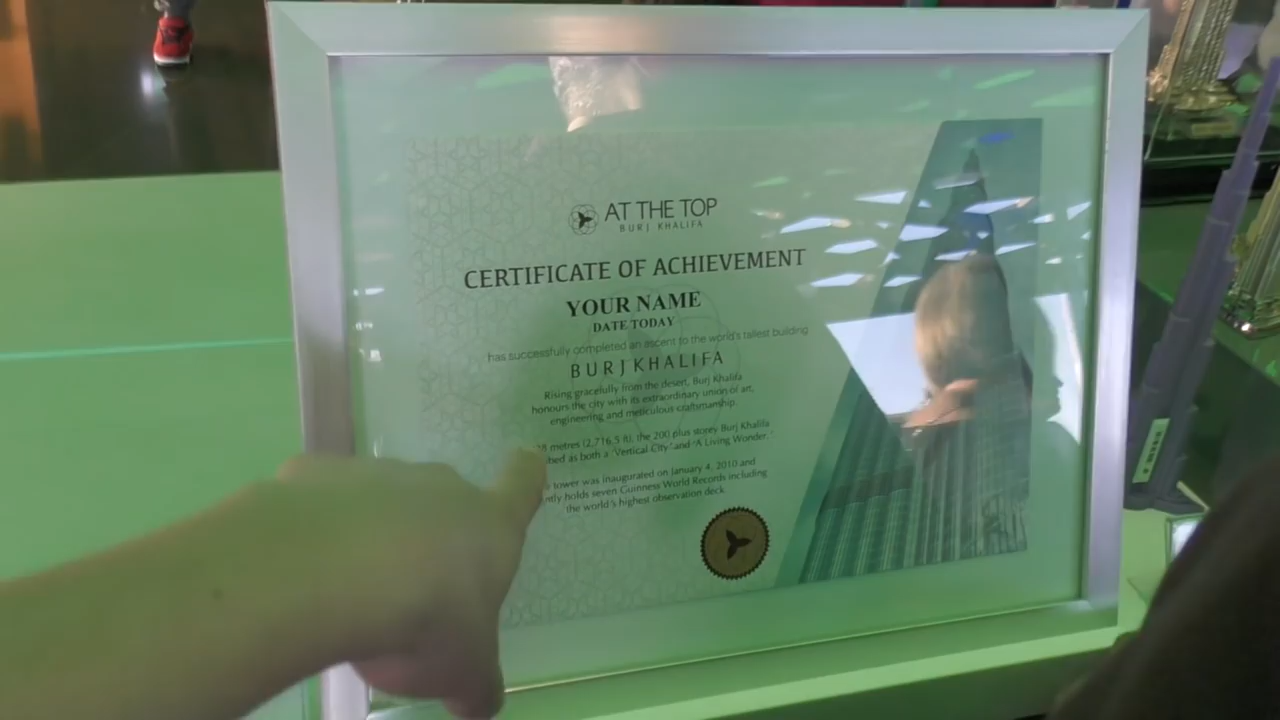 AT THE TOP
BURJ KHALIFA
CERTIFICATE OF ACHIEVEMENT
YOUR NAME
DATE TODAY
has successfully completed an ascent to the world's tallest building
BURJ KHALIFA
Rising gracefully from the desert, Burj Khalifa
honours the city with its extraordinary union of art,
engineering and meticulous craftsmanship.
metres (2,716.5 ft), the 200 plus storey Burj Khalifa
as both a 'Vertical City' and 'A Living Wonder.'
tower was inaugurated on January 4, 2010 and
holds seven Guinness World Records including
the world's highest observation deck